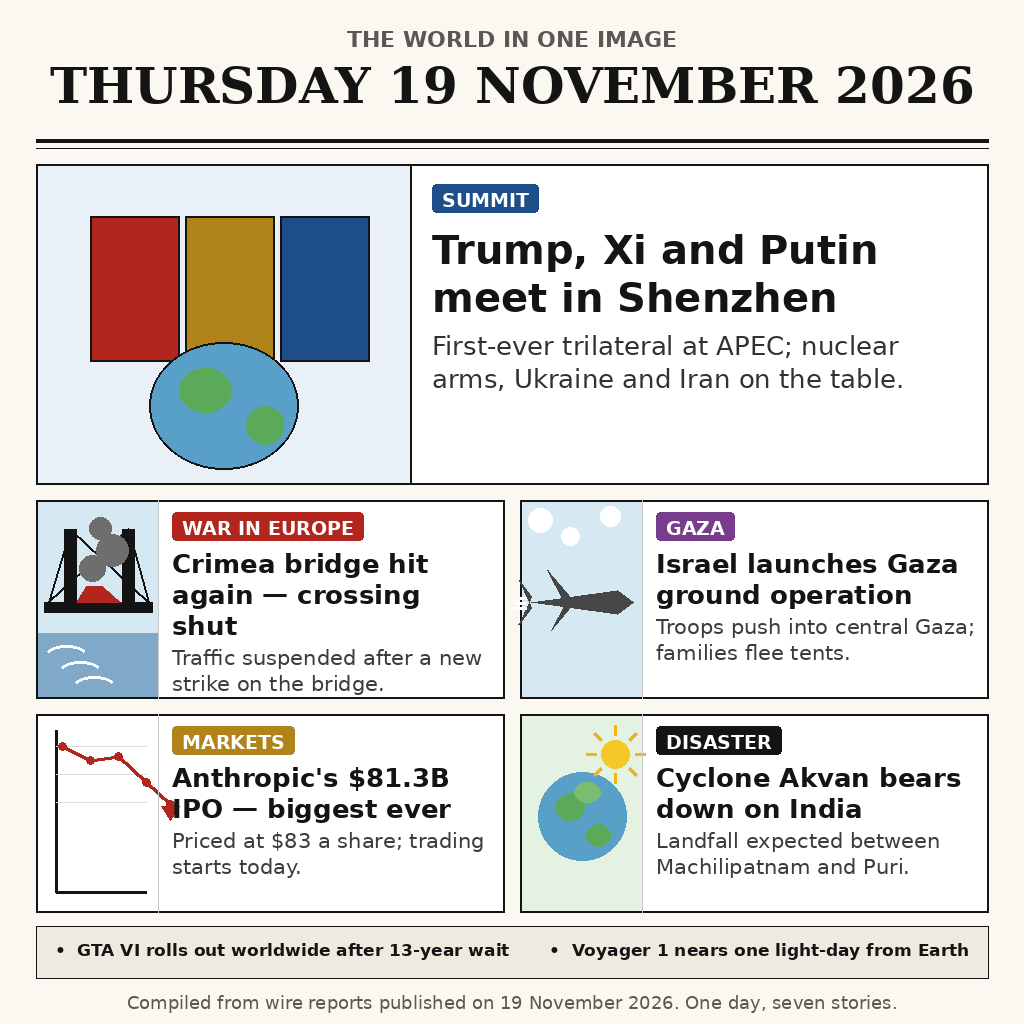 THE WORLD IN ONE IMAGE
THURSDAY 19 NOVEMBER 2026
SUMMIT
Trump, Xi and Putin
meet in Shenzhen
First-ever trilateral at APEC; nuclear
arms, Ukraine and Iran on the table.
WAR IN EUROPE
Crimea bridge hit
again — crossing
shut
Traffic suspended after a new
strike on the bridge.
GAZA
Israel launches Gaza
ground operation
Troops push into central Gaza;
families flee tents.
MARKETS
Anthropic's $81.3B
IPO — biggest ever
Priced at $83 a share; trading
starts today.
DISASTER
Cyclone Akvan bears
down on India
Landfall expected between
Machilipatnam and Puri.
• GTA VI rolls out worldwide after 13-year wait
• Voyager 1 nears one light-day from Earth
Compiled from wire reports published on 19 November 2026. One day, seven stories.